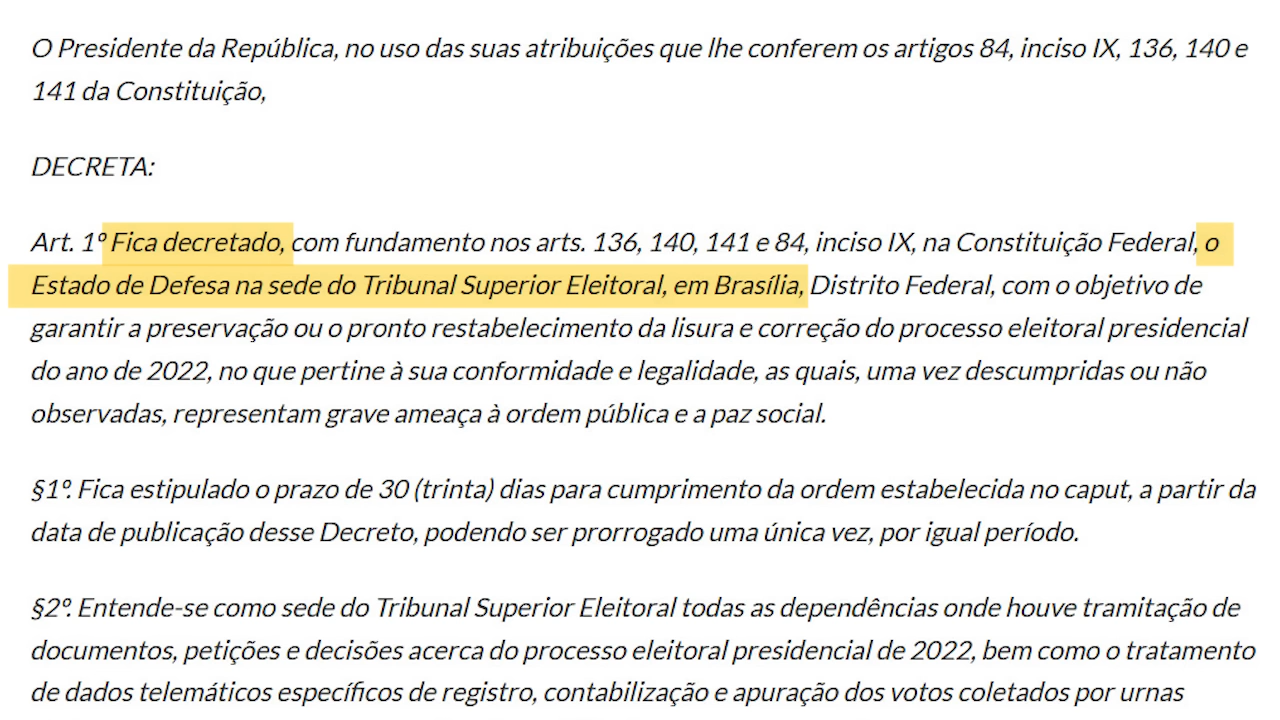 O Presidente da República, no uso das suas atribuições que lhe conferem os artigos 84, inciso IX, 136, 140 e
141 da Constituição,
DECRETA:
Art. 1º Fica decretado, com fundamento nos arts. 136, 140, 141 e 84, inciso IX, na Constituição Federal, o
Estado de Defesa na sede do Tribunal Superior Eleitoral, em Brasília, Distrito Federal, com o objetivo de
garantir a preservação ou o pronto restabelecimento da lisura e correção do processo eleitoral presidencial
do ano de 2022, no que pertine à sua conformidade e legalidade, as quais, uma vez descumpridas ou não
observadas, representam grave ameaça à ordem pública e a paz social.
§1º. Fica estipulado o prazo de 30 (trinta) dias para cumprimento da ordem estabelecida no caput, a partir da
data de publicação desse Decreto, podendo ser prorrogado uma única vez, por igual período.
§2º. Entende-se como sede do Tribunal Superior Eleitoral todas as dependências onde houve tramitação de
documentos, petições e decisões acerca do processo eleitoral presidencial de 2022, bem como o tratamento
de dados telemáticos específicos de registro, contabilização e apuração dos votos coletados por urnas